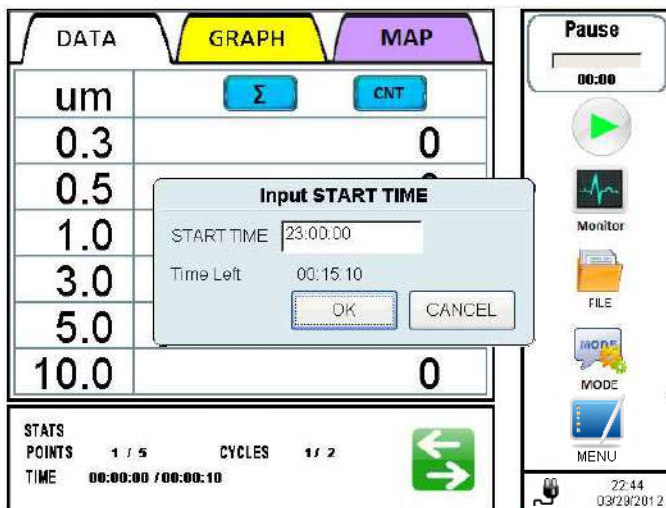 DATA GRAPH MAP
um Σ CNT
0.3 0
0.5
1.0
3.0
5.0
10.0 0
Input START TIME
START TIME 23:00:00
Time Left 00:15:10
OK CANCEL
STATS
POINTS 1 / 5 CYCLES 1 / 2
TIME 00:00:00 / 00:00:10
Pause
00:00
Monitor
FILE
MODE
MODE
MENU
22:44
03/29/2012